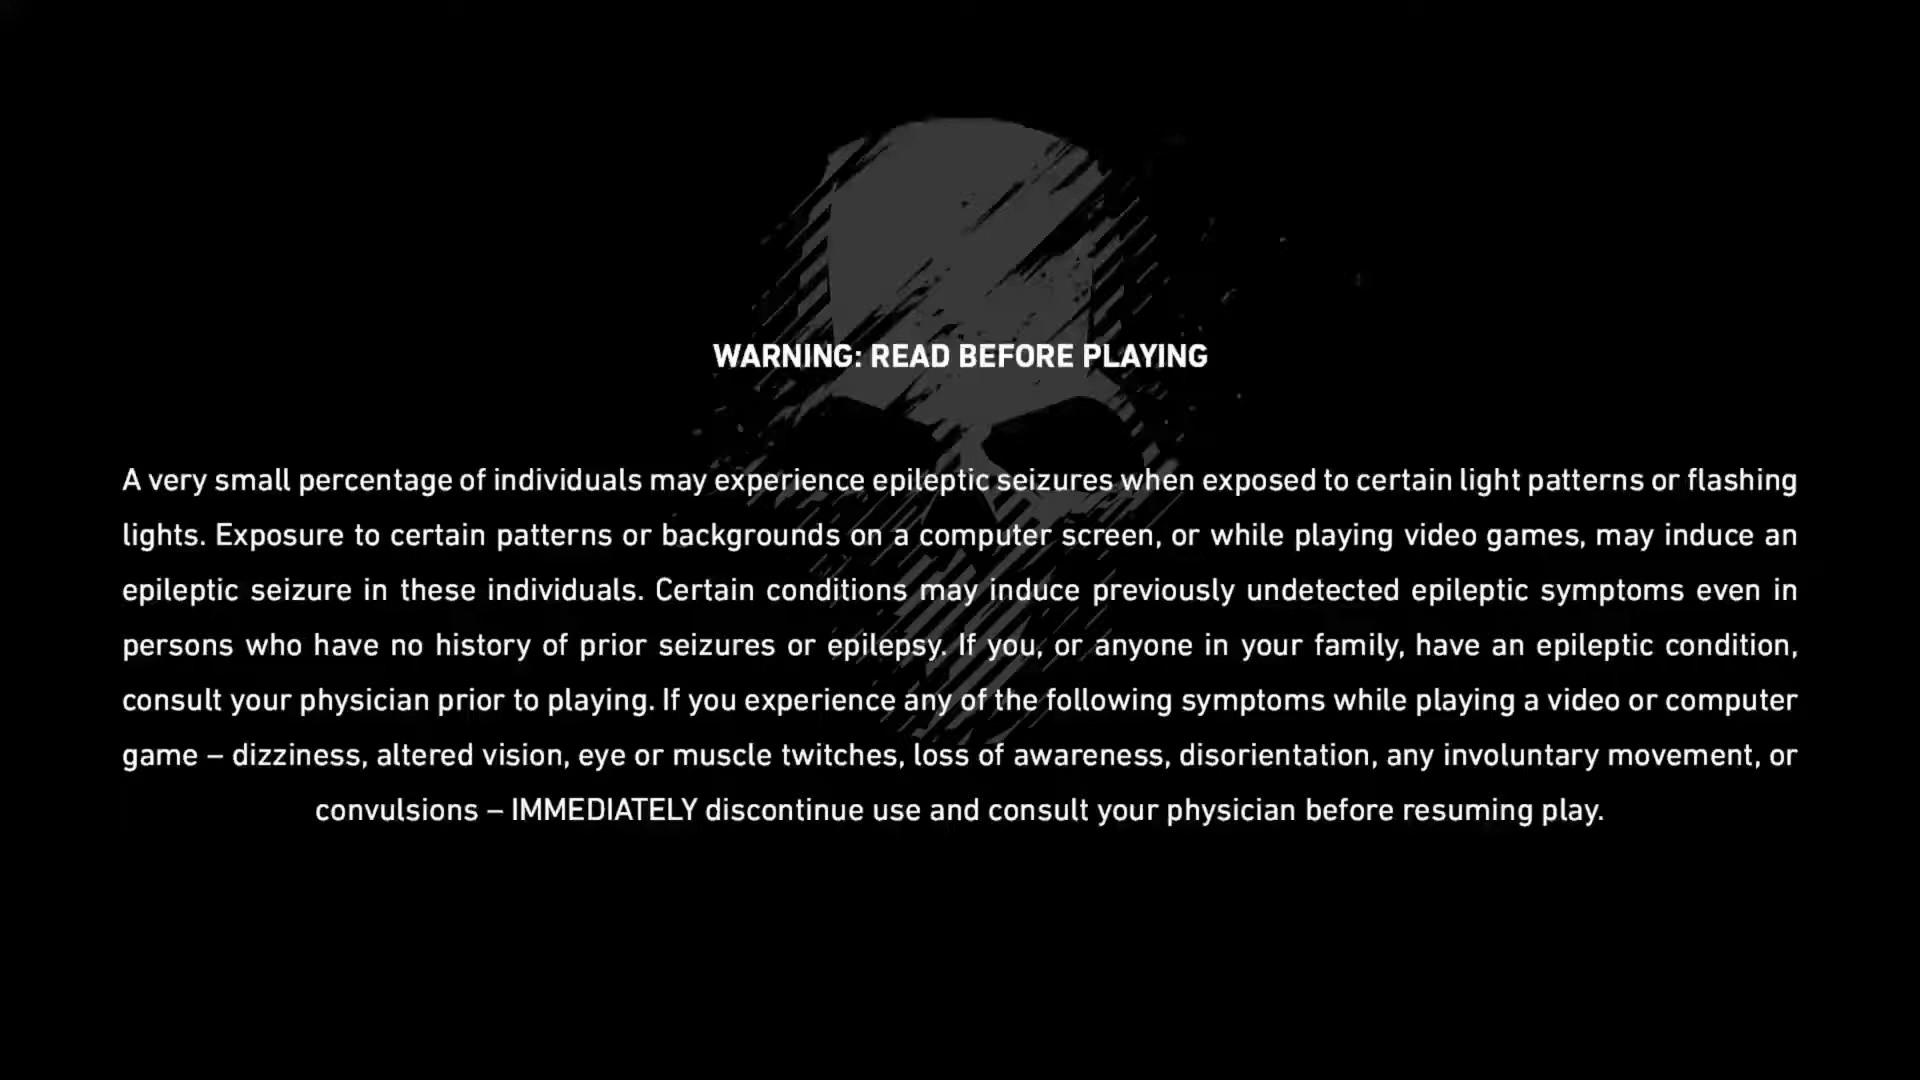 WARNING: READ BEFORE PLAYING
A very small percentage of individuals may experience epileptic seizures when exposed to certain light patterns or flashing
lights. Exposure to certain patterns or backgrounds on a computer screen, or while playing video games, may induce an
epileptic seizure in these individuals. Certain conditions may induce previously undetected epileptic symptoms even in
persons who have no history of prior seizures or epilepsy. If you, or anyone in your family, have an epileptic condition,
consult your physician prior to playing. If you experience any of the following symptoms while playing a video or computer
game – dizziness, altered vision, eye or muscle twitches, loss of awareness, disorientation, any involuntary movement, or
convulsions – IMMEDIATELY discontinue use and consult your physician before resuming play.